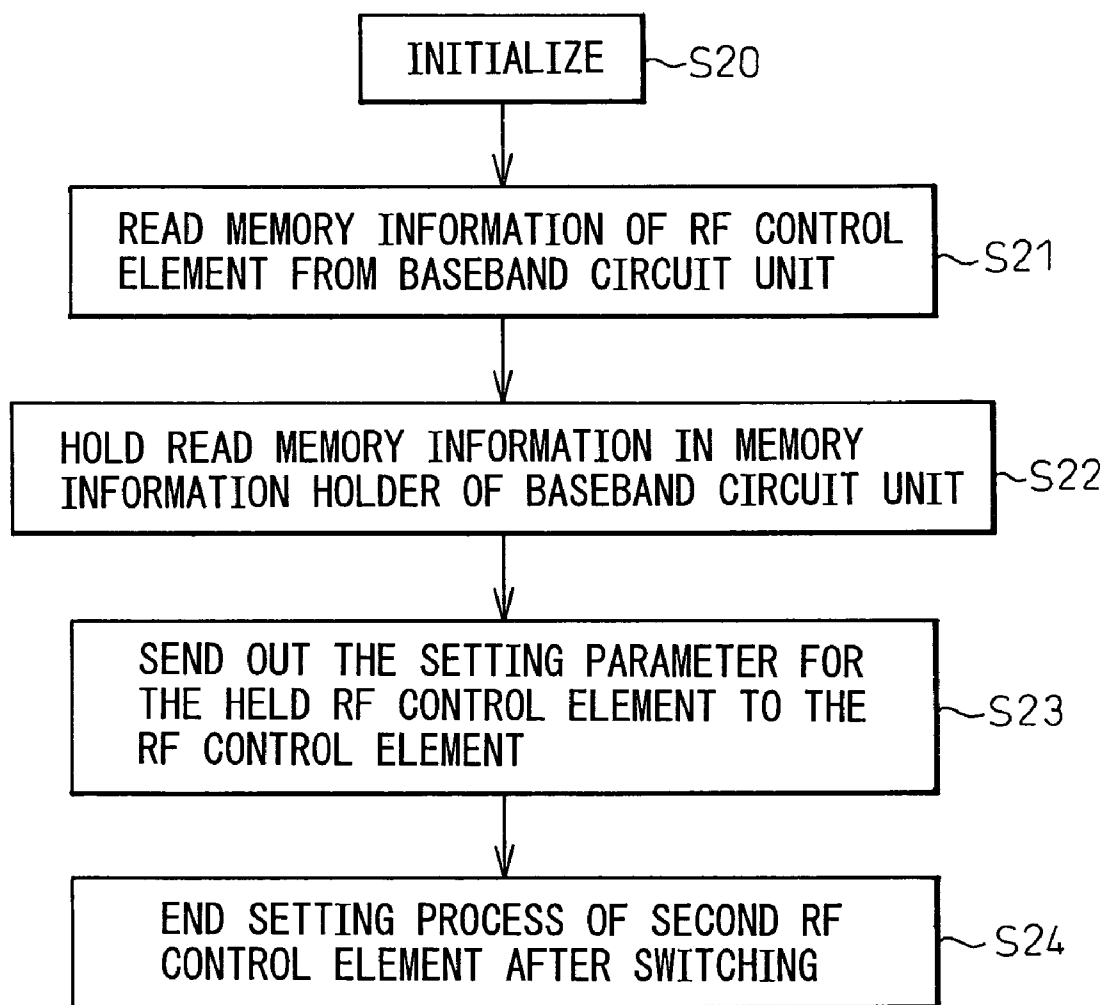 INITIALIZE
S20
READ MEMORY INFORMATION OF RF CONTROL
ELEMENT FROM BASEBAND CIRCUIT UNIT
S21
HOLD READ MEMORY INFORMATION IN MEMORY
INFORMATION HOLDER OF BASEBAND CIRCUIT UNIT
S22
SEND OUT THE SETTING PARAMETER FOR
THE HELD RF CONTROL ELEMENT TO THE
RF CONTROL ELEMENT
S23
END SETTING PROCESS OF SECOND RF
CONTROL ELEMENT AFTER SWITCHING
S24